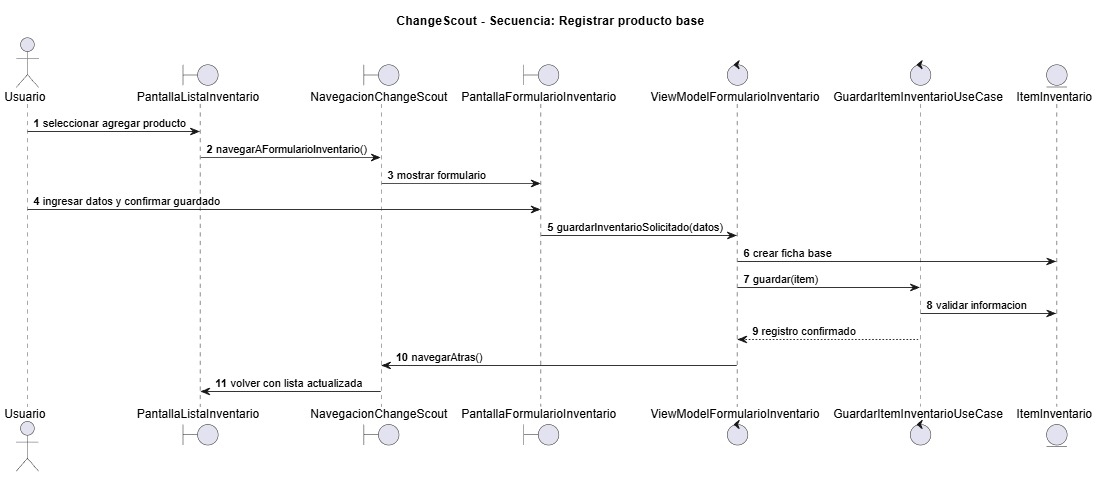 ChangeScout - Secuencia: Registrar producto base
Usuario
PantallaListaInventario
NavegacionChangeScout
PantallaFormularioInventario
ViewModelFormularioInventario
GuardarItemInventarioUseCase
ItemInventario
1 seleccionar agregar producto
2 navegarAFormularioInventario()
3 mostrar formulario
4 ingresar datos y confirmar guardado
5 guardarInventarioSolicitado(datos)
6 crear ficha base
7 guardar(item)
8 validar informacion
9 registro confirmado
10 navegarAtras()
11 volver con lista actualizada
Usuario
PantallaListaInventario
NavegacionChangeScout
PantallaFormularioInventario
ViewModelFormularioInventario
GuardarItemInventarioUseCase
ItemInventario